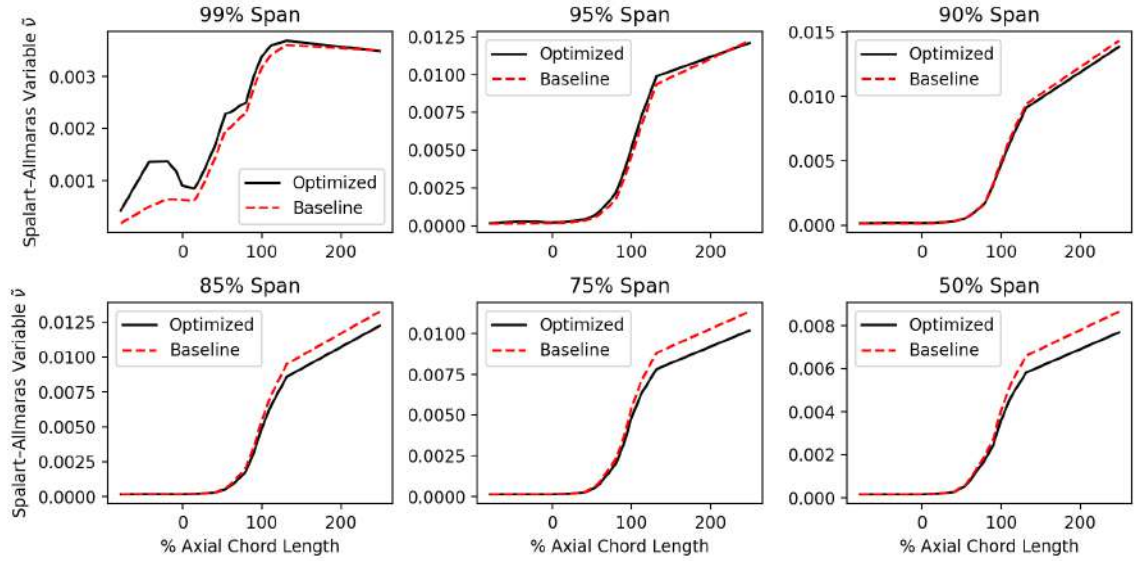 99% Span
95% Span
90% Span
Spalart–Allmaras Variable ν̃
0.003
0.002
0.001
Optimized
Baseline
0
100
200
0.0125
0.0100
0.0075
0.0050
0.0025
0.0000
Optimized
Baseline
0
100
200
0.015
0.010
0.005
0.000
Optimized
Baseline
0
100
200
85% Span
75% Span
50% Span
Spalart–Allmaras Variable ν̃
0.0125
0.0100
0.0075
0.0050
0.0025
0.0000
Optimized
Baseline
0
100
200
% Axial Chord Length
0.0100
0.0075
0.0050
0.0025
0.0000
Optimized
Baseline
0
100
200
% Axial Chord Length
0.008
0.006
0.004
0.002
0.000
Optimized
Baseline
0
100
200
% Axial Chord Length